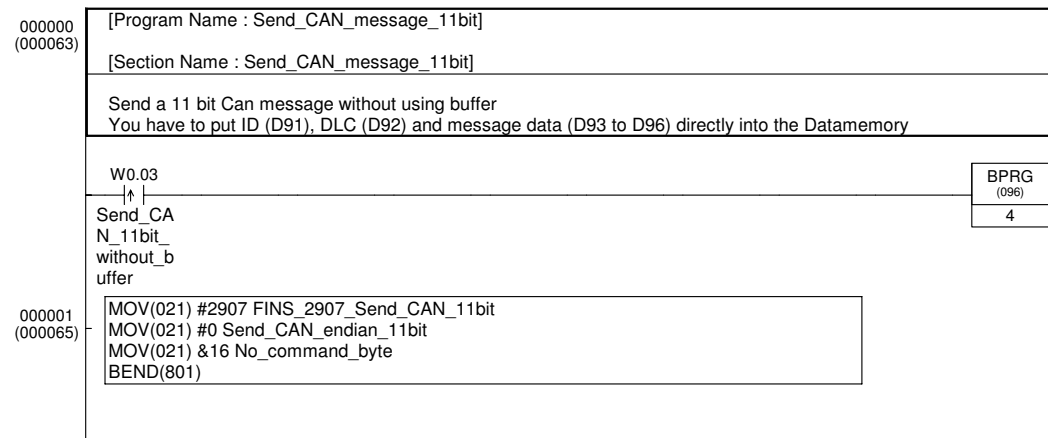 000000
(000063)
[Program Name : Send_CAN_message_11bit]
[Section Name : Send_CAN_message_11bit]
Send a 11 bit Can message without using buffer
You have to put ID (D91), DLC (D92) and message data (D93 to D96) directly into the Datamemory
W0.03
Send_CA
N_11bit_
without_b
uffer
BPRG
(096)
4
000001
(000065)
MOV(021) #2907 FINS_2907_Send_CAN_11bit
MOV(021) #0 Send_CAN_endian_11bit
MOV(021) &16 No_command_byte
BEND(801)